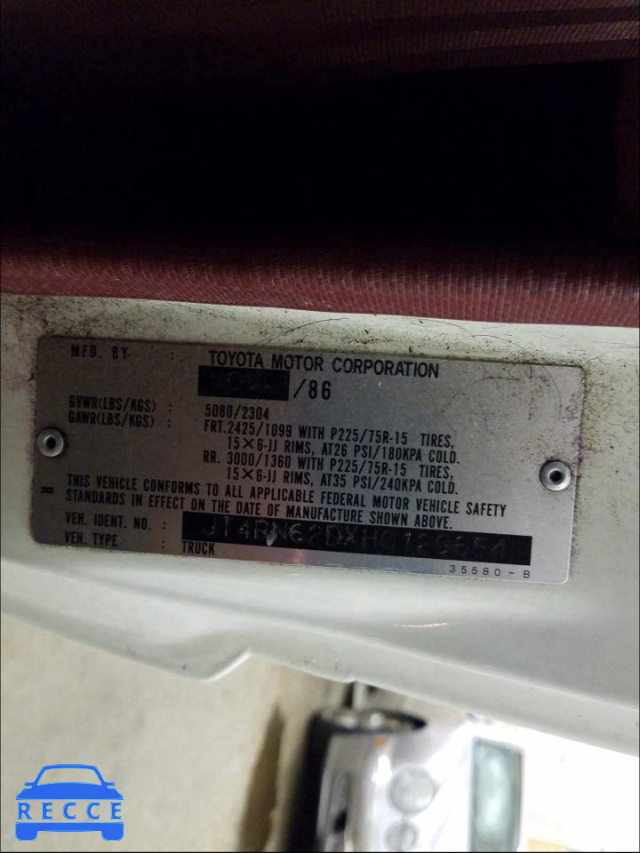 MFD. BY : TOYOTA MOTOR CORPORATION
/86
GVWR(LBS/KGS) : 5080/2304
GAWR(LBS/KGS) : FRT. 2425/1099 WITH P225/75R-15 TIRES,
15×6-JJ RIMS, AT26 PSI/180KPA COLD.
RR. 3000/1360 WITH P225/75R-15 TIRES,
15×6-JJ RIMS, AT35 PSI/240KPA COLD.
THIS VEHICLE CONFORMS TO ALL APPLICABLE FEDERAL MOTOR VEHICLE SAFETY
STANDARDS IN EFFECT ON THE DATE OF MANUFACTURE SHOWN ABOVE.
R
VEH. IDENT. NO. :
VEH. TYPE : TRUCK
35580-B
RECCE